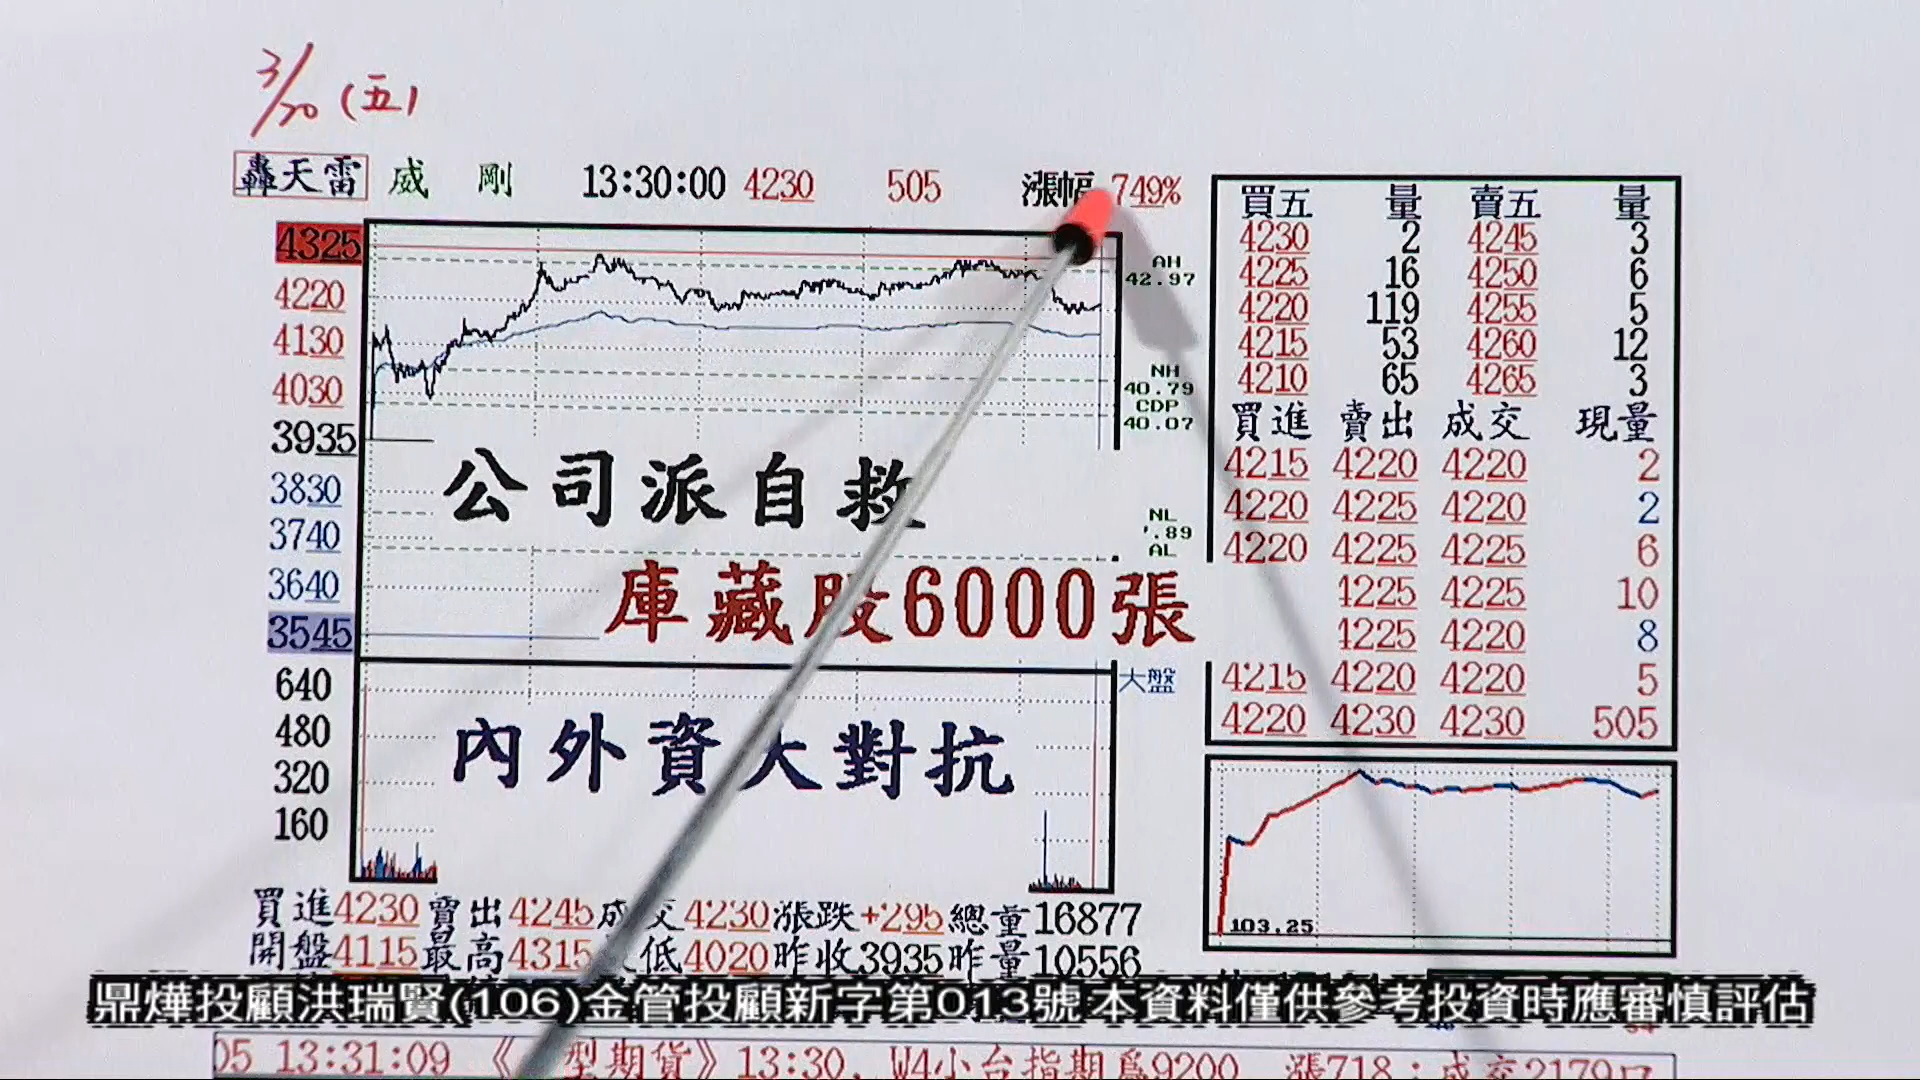 3/20 (五)
轟天雷 威 剛 13:30:00 4230 505 漲幅 749%
4325
4220
4130
4030
3935
3830
3740
3640
3545
640
480
320
160
AH
42.97
NH
40.79
CDP
40.07
NL
.89
AL
大盤
公司派自救
庫藏股6000張
內外資大對抗
買五 量 賣五 量
4230 2 4245 3
4225 16 4250 6
4220 119 4255 5
4215 53 4260 12
4210 65 4265 3
買進 賣出 成交 現量
4215 4220 4220 2
4220 4225 4220 2
4220 4225 4225 6
4225 4225 10
4225 4220 8
4215 4220 4220 5
4220 4230 4230 505
103.25
買進4230 賣出4245 成交4230 漲跌+295 總量16877
開盤4115 最高4315 低4020 昨收3935 昨量10556
鼎燁投顧洪瑞賢(106)金管投顧新字第013號 本資料僅供參考投資時應審慎評估
05 13:31:09 《 型期貨》13:30, W4小台指期為9200 漲718；成交2179口